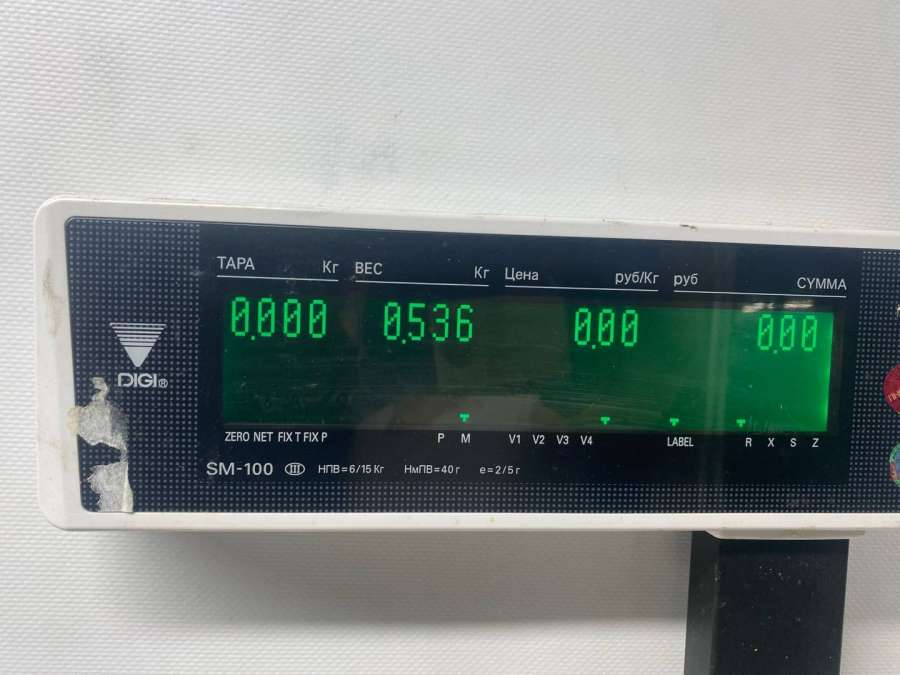 ТАРА Кг ВЕС Кг Цена руб/Кг руб СУММА
0.000 0.536 0.00 0.00
DIGI®
ZERO NET FIX T FIX P P M V1 V2 V3 V4 LABEL R X S Z
SM-100 III НПВ=6/15 Кг НмПВ=40 г e=2/5 г